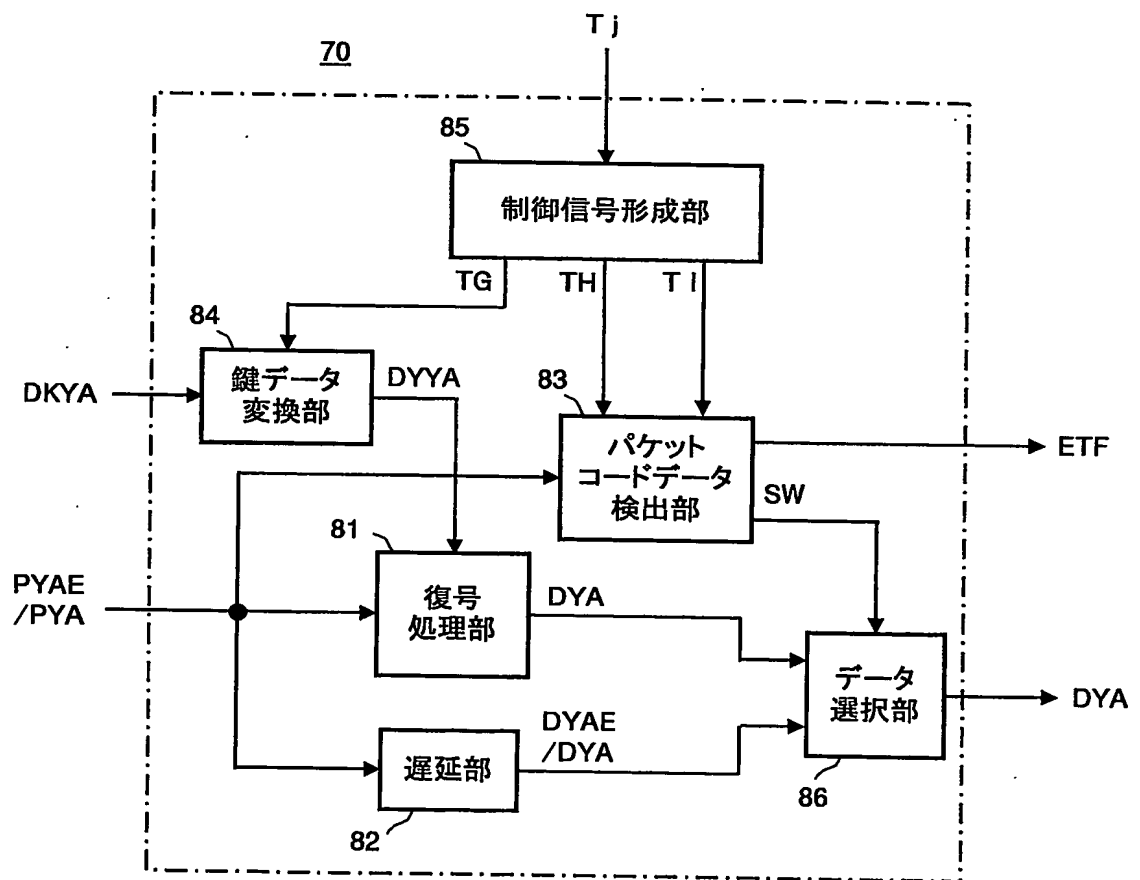 Tj
70
85
制御信号形成部
TG
TH
TI
84
鍵データ
変換部
DKYA
DYYA
83
パケット
コードデータ
検出部
ETF
SW
81
復号
処理部
PYAE
/PYA
DYA
データ
選択部
DYA
86
DYAE
/DYA
遅延部
82